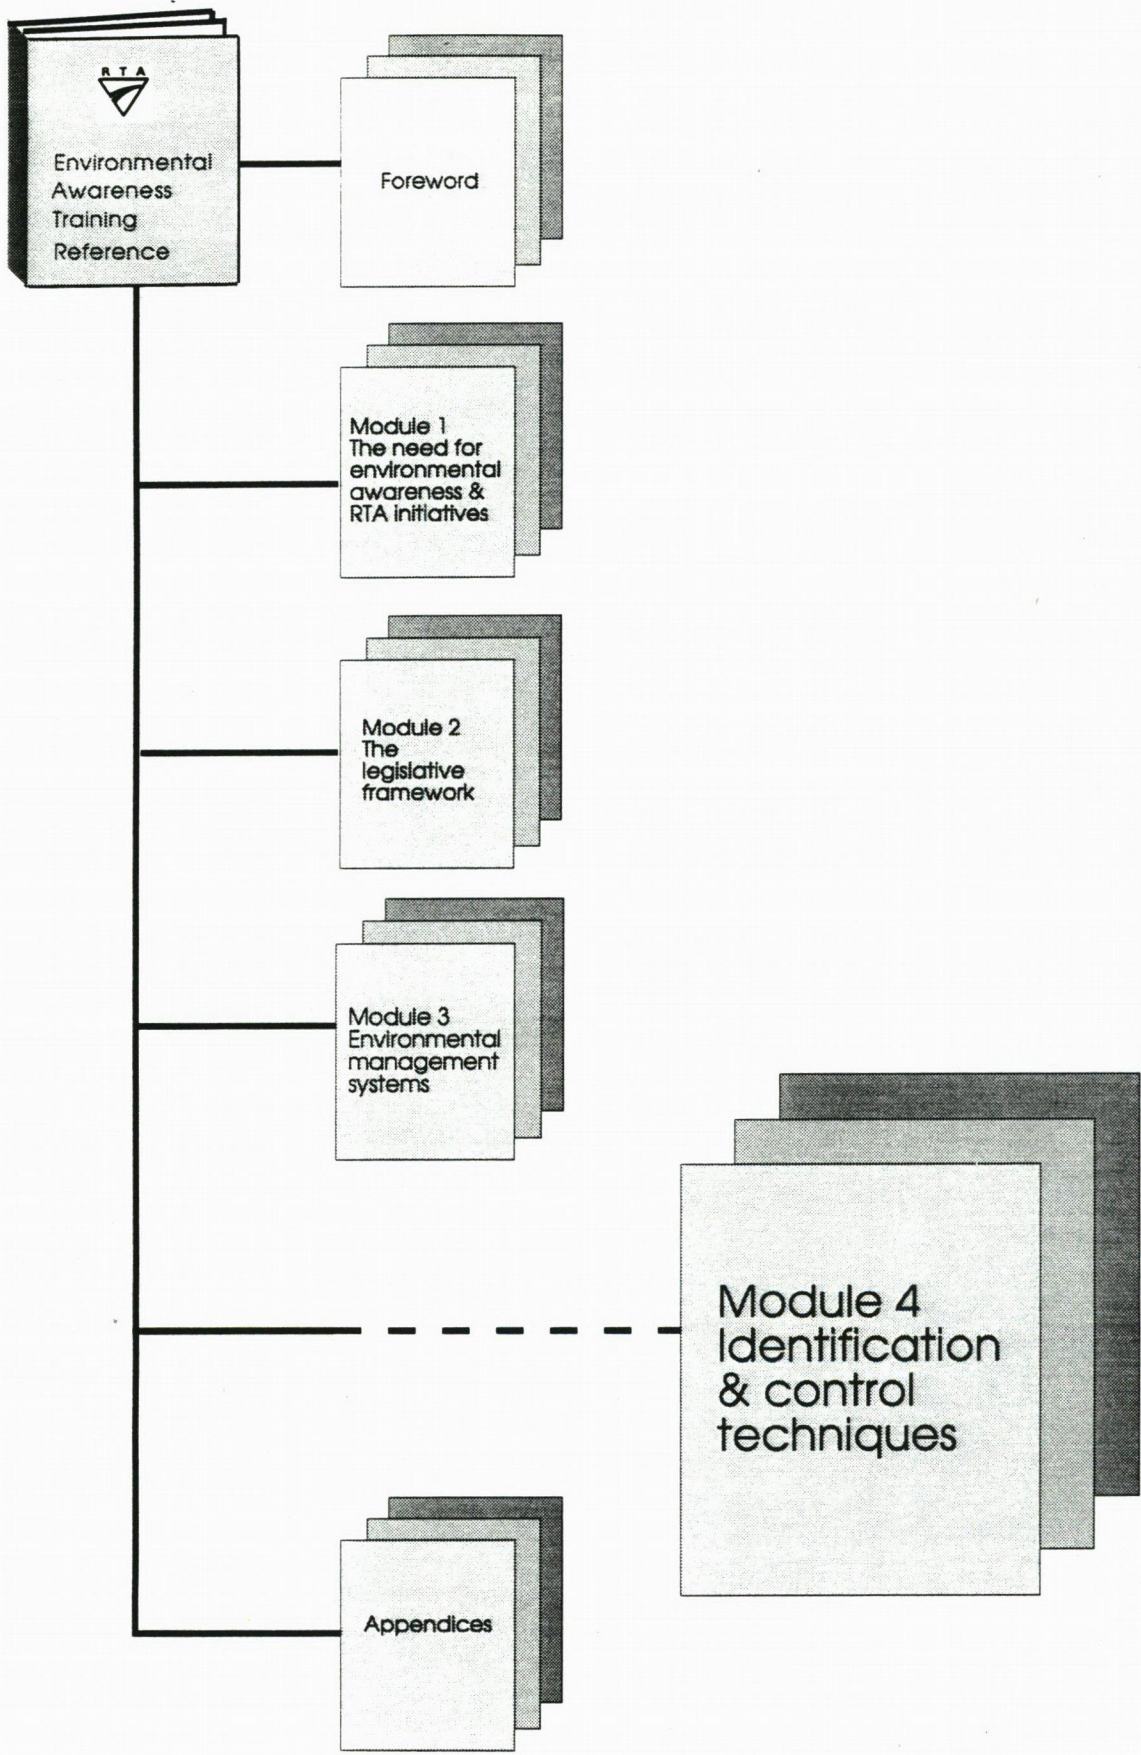 RTA
Environmental
Awareness
Training
Reference
Foreword
Module 1
The need for
environmental
awareness &
RTA initiatives
Module 2
The
legislative
framework
Module 3
Environmental
management
systems
Module 4
Identification
& control
techniques
Appendices